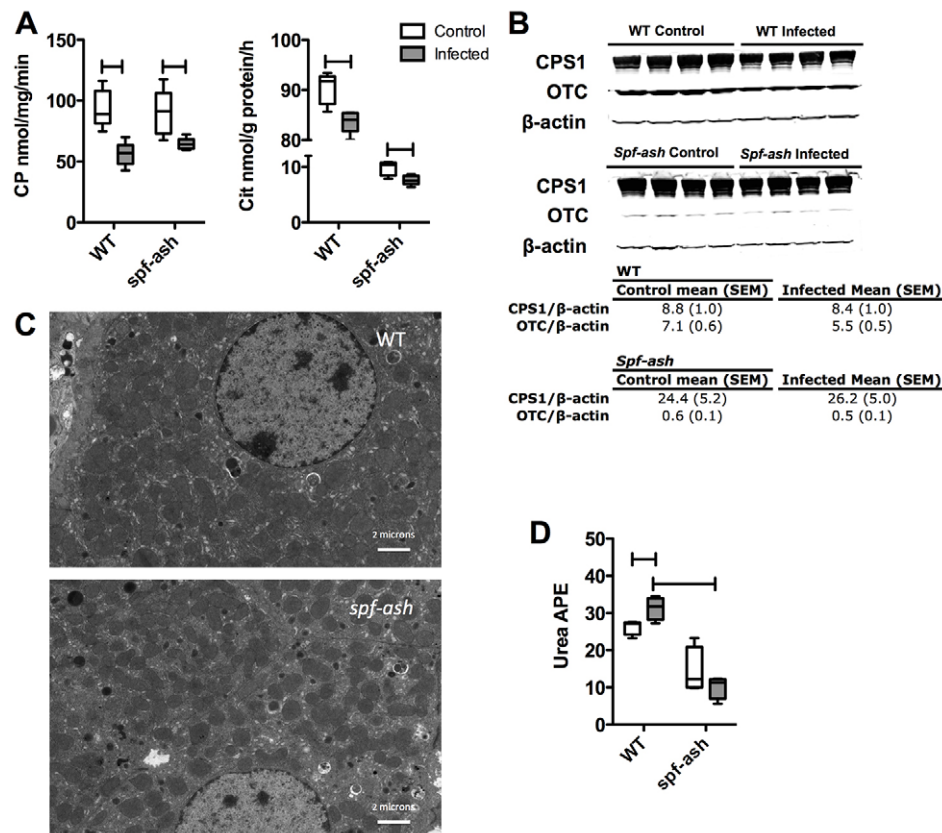 A
CP nmol/mg/min
150
100
50
0
WT
spf-ash
Cit nmol/g protein/h
100
90
80
10
0
WT
spf-ash
Control
Infected
B
WT Control WT Infected
CPS1
OTC
β-actin
Spf-ash Control Spf-ash Infected
CPS1
OTC
β-actin
WT
Control mean (SEM) Infected Mean (SEM)
CPS1/β-actin 8.8 (1.0) 8.4 (1.0)
OTC/β-actin 7.1 (0.6) 5.5 (0.5)
Spf-ash
Control mean (SEM) Infected Mean (SEM)
CPS1/β-actin 24.4 (5.2) 26.2 (5.0)
OTC/β-actin 0.6 (0.1) 0.5 (0.1)
C
WT
2 microns
spf-ash
2 microns
D
Urea APE
50
40
30
20
10
0
WT
spf-ash